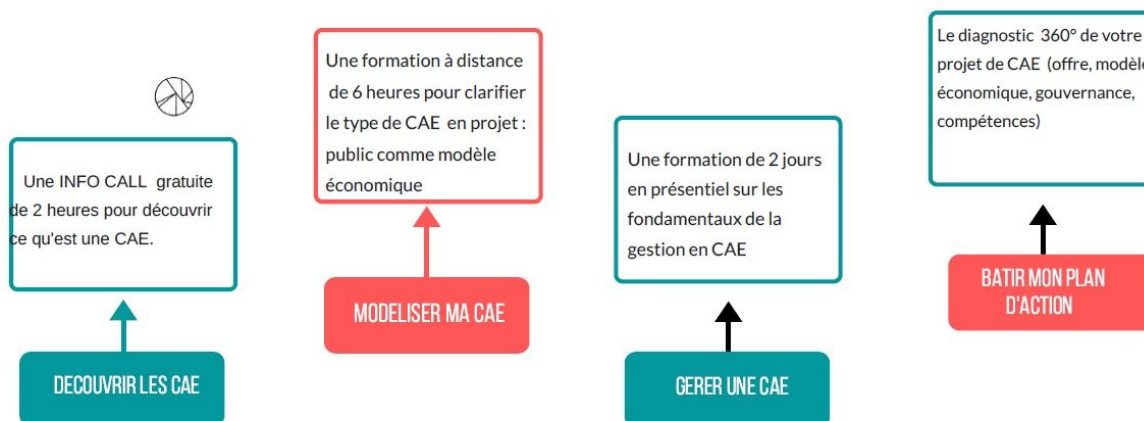 Une INFO CALL gratuite
de 2 heures pour découvrir
ce qu'est une CAE.
DECOUVRIR LES CAE
Une formation à distance
de 6 heures pour clarifier
le type de CAE en projet :
public comme modèle
économique
MODELISER MA CAE
Une formation de 2 jours
en présentiel sur les
fondamentaux de la
gestion en CAE
GERER UNE CAE
Le diagnostic 360° de votre
projet de CAE (offre, modèle
économique, gouvernance,
compétences)
BATIR MON PLAN
D'ACTION